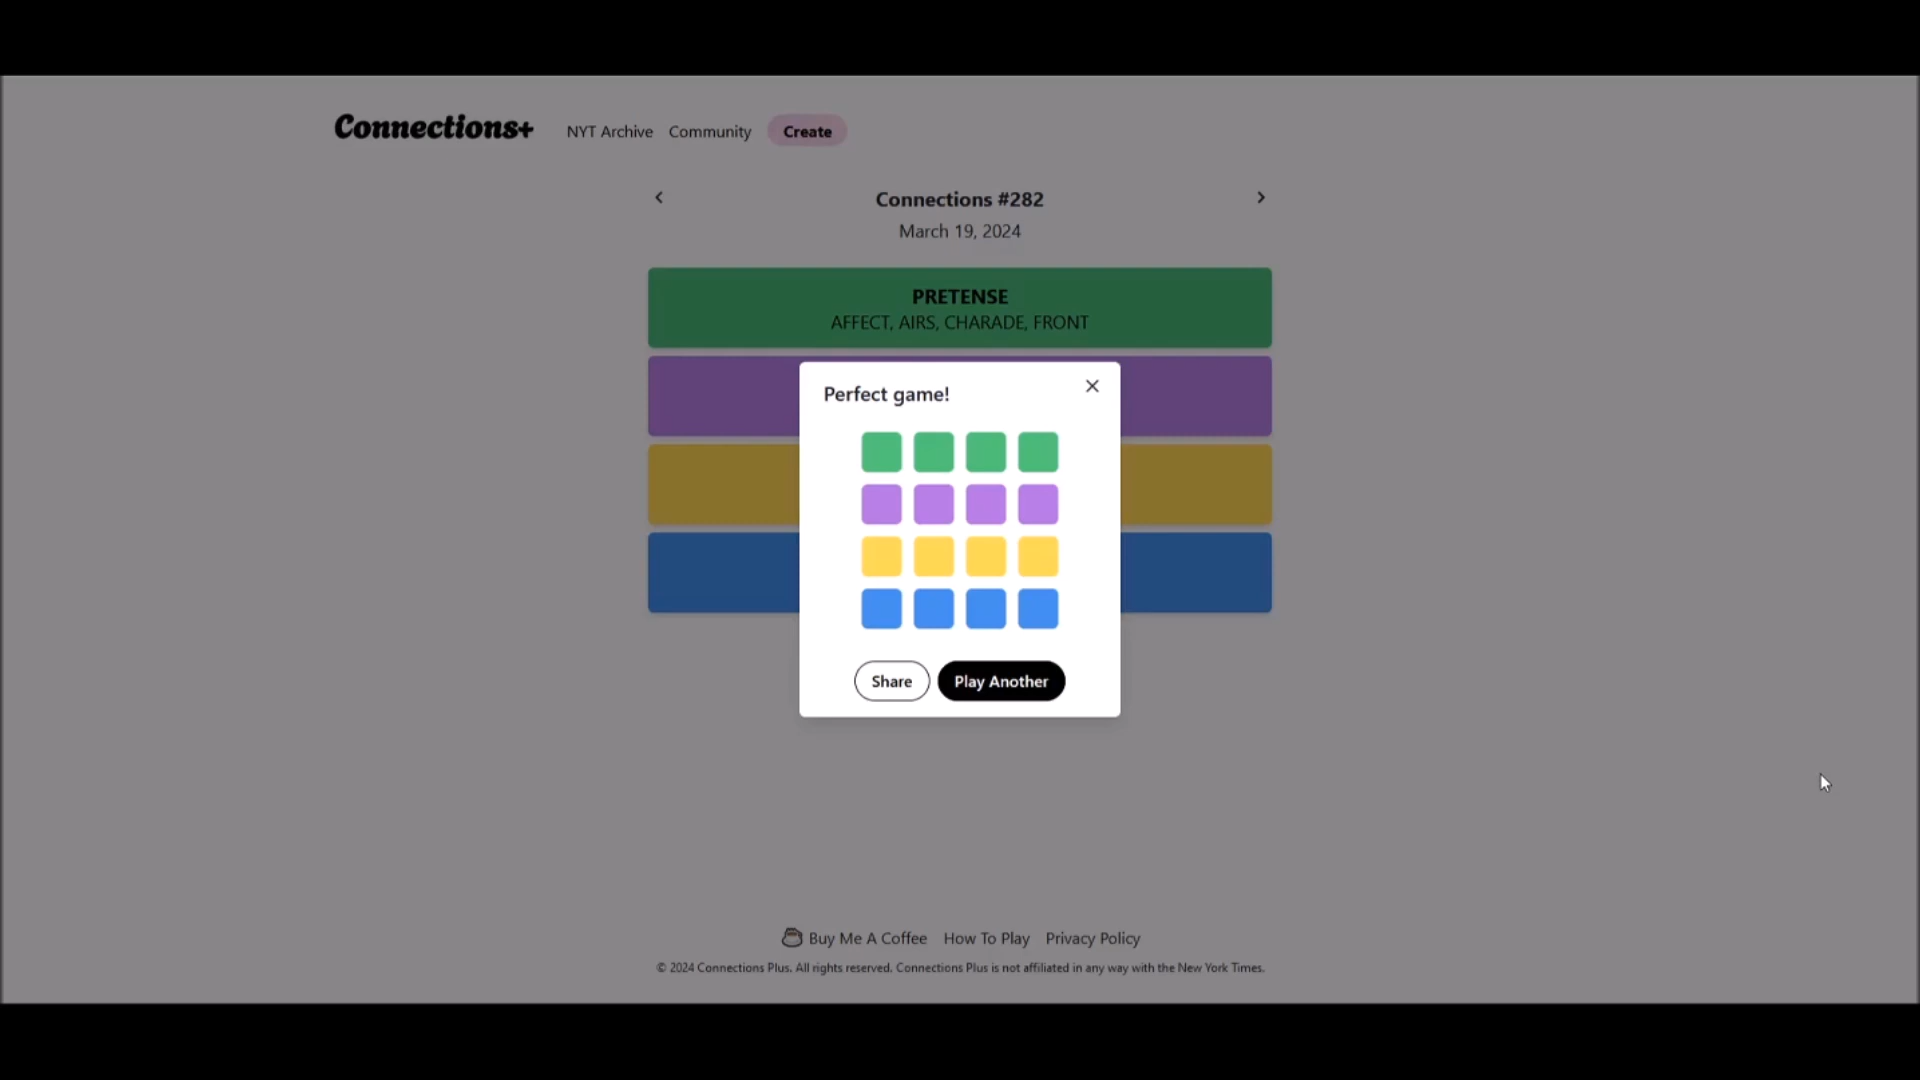 Connections+
NYT Archive
Community
Create
Connections #282
March 19, 2024
PRETENSE
AFFECT, AIRS, CHARADE, FRONT
Perfect game!
Share
Play Another
Buy Me A Coffee
How To Play
Privacy Policy
© 2024 Connections Plus. All rights reserved. Connections Plus is not affiliated in any way with the New York Times.